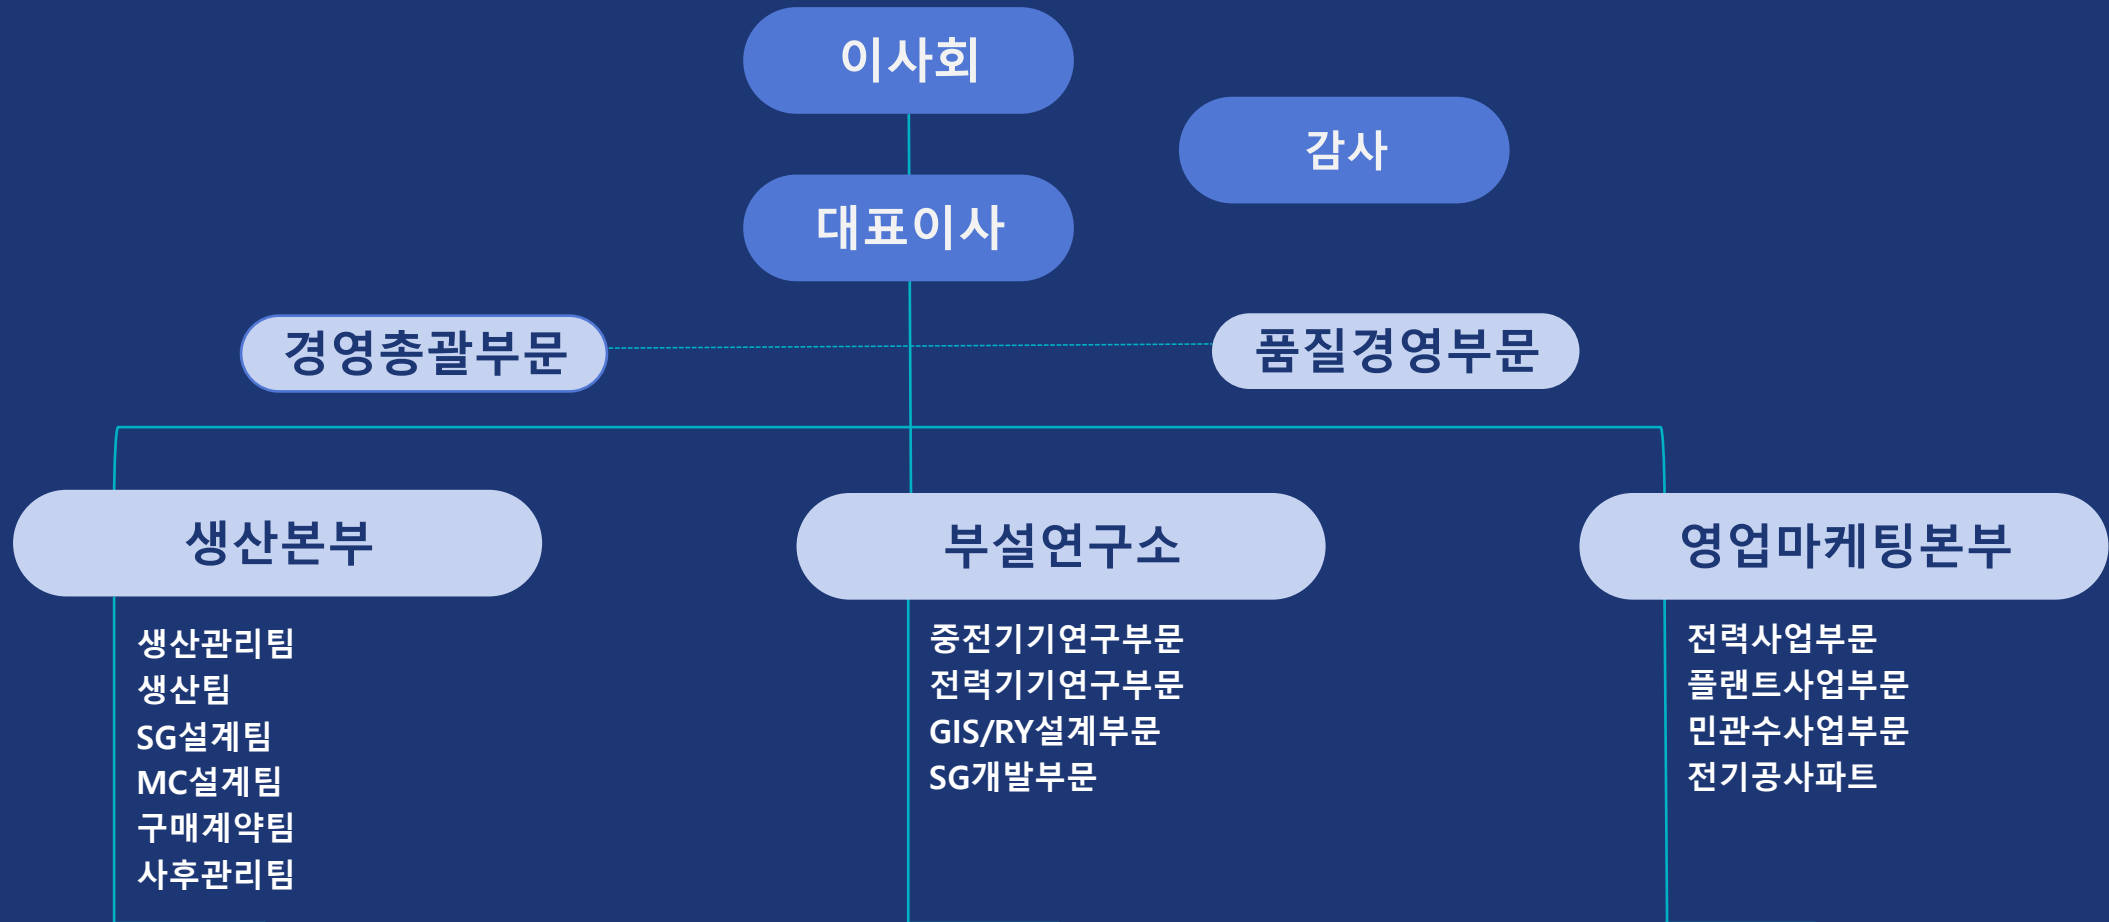 이사회
감사
대표이사
경영총괄부문
품질경영부문
생산본부
생산관리팀
생산팀
SG설계팀
MC설계팀
구매계약팀
사후관리팀
부설연구소
중전기기연구부문
전력기기연구부문
GIS/RY설계부문
SG개발부문
영업마케팅본부
전력사업부문
플랜트사업부문
민관수사업부문
전기공사파트